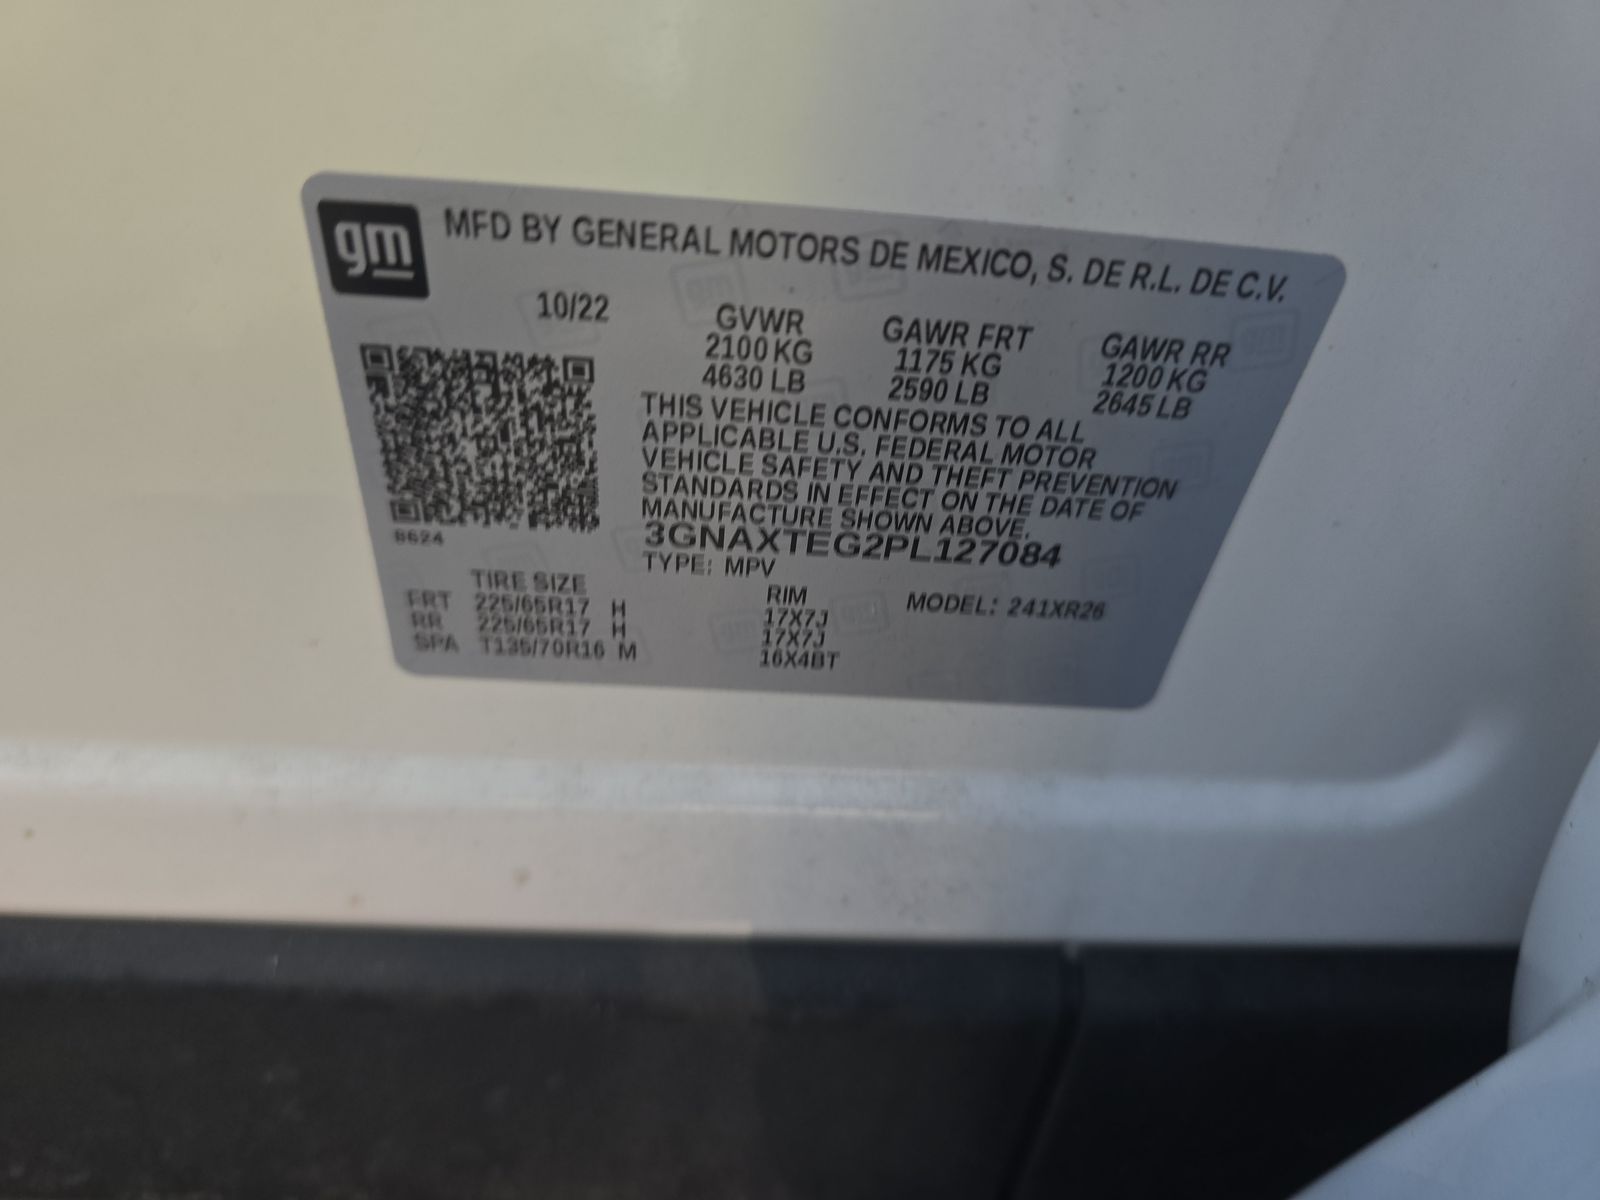 gm
MFD BY GENERAL MOTORS DE MEXICO, S. DE R.L. DE C.V.
10/22 GVWR GAWR FRT GAWR RR
2100 KG 1175 KG 1200 KG
4630 LB 2590 LB 2645 LB
THIS VEHICLE CONFORMS TO ALL
APPLICABLE U.S. FEDERAL MOTOR
VEHICLE SAFETY AND THEFT PREVENTION
STANDARDS IN EFFECT ON THE DATE OF
MANUFACTURE SHOWN ABOVE.
8624
3GNAXTEG2PL127084
TYPE: MPV
TIRE SIZE RIM MODEL: 241XR26
FRT 225/65R17 H 17X7J
RR 225/65R17 H 17X7J
SPA T135/70R16 M 16X4BT